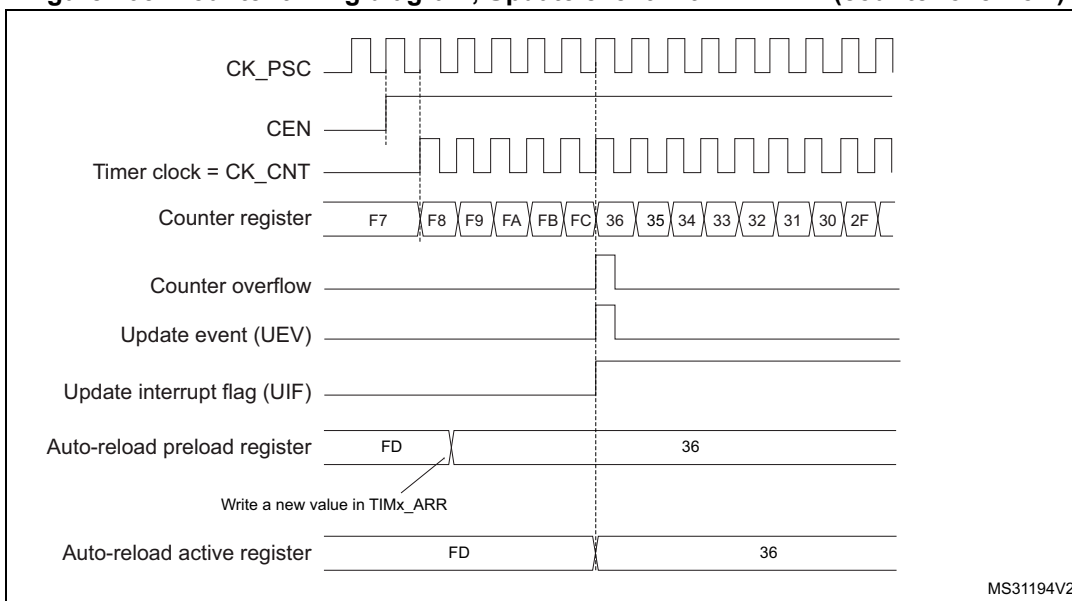 CK_PSC
CEN
Timer clock = CK_CNT
Counter register F7 F8 F9 FA FB FC 36 35 34 33 32 31 30 2F
Counter overflow
Update event (UEV)
Update interrupt flag (UIF)
Auto-reload preload register FD 36
Write a new value in TIMx_ARR
Auto-reload active register FD 36
MS31194V2